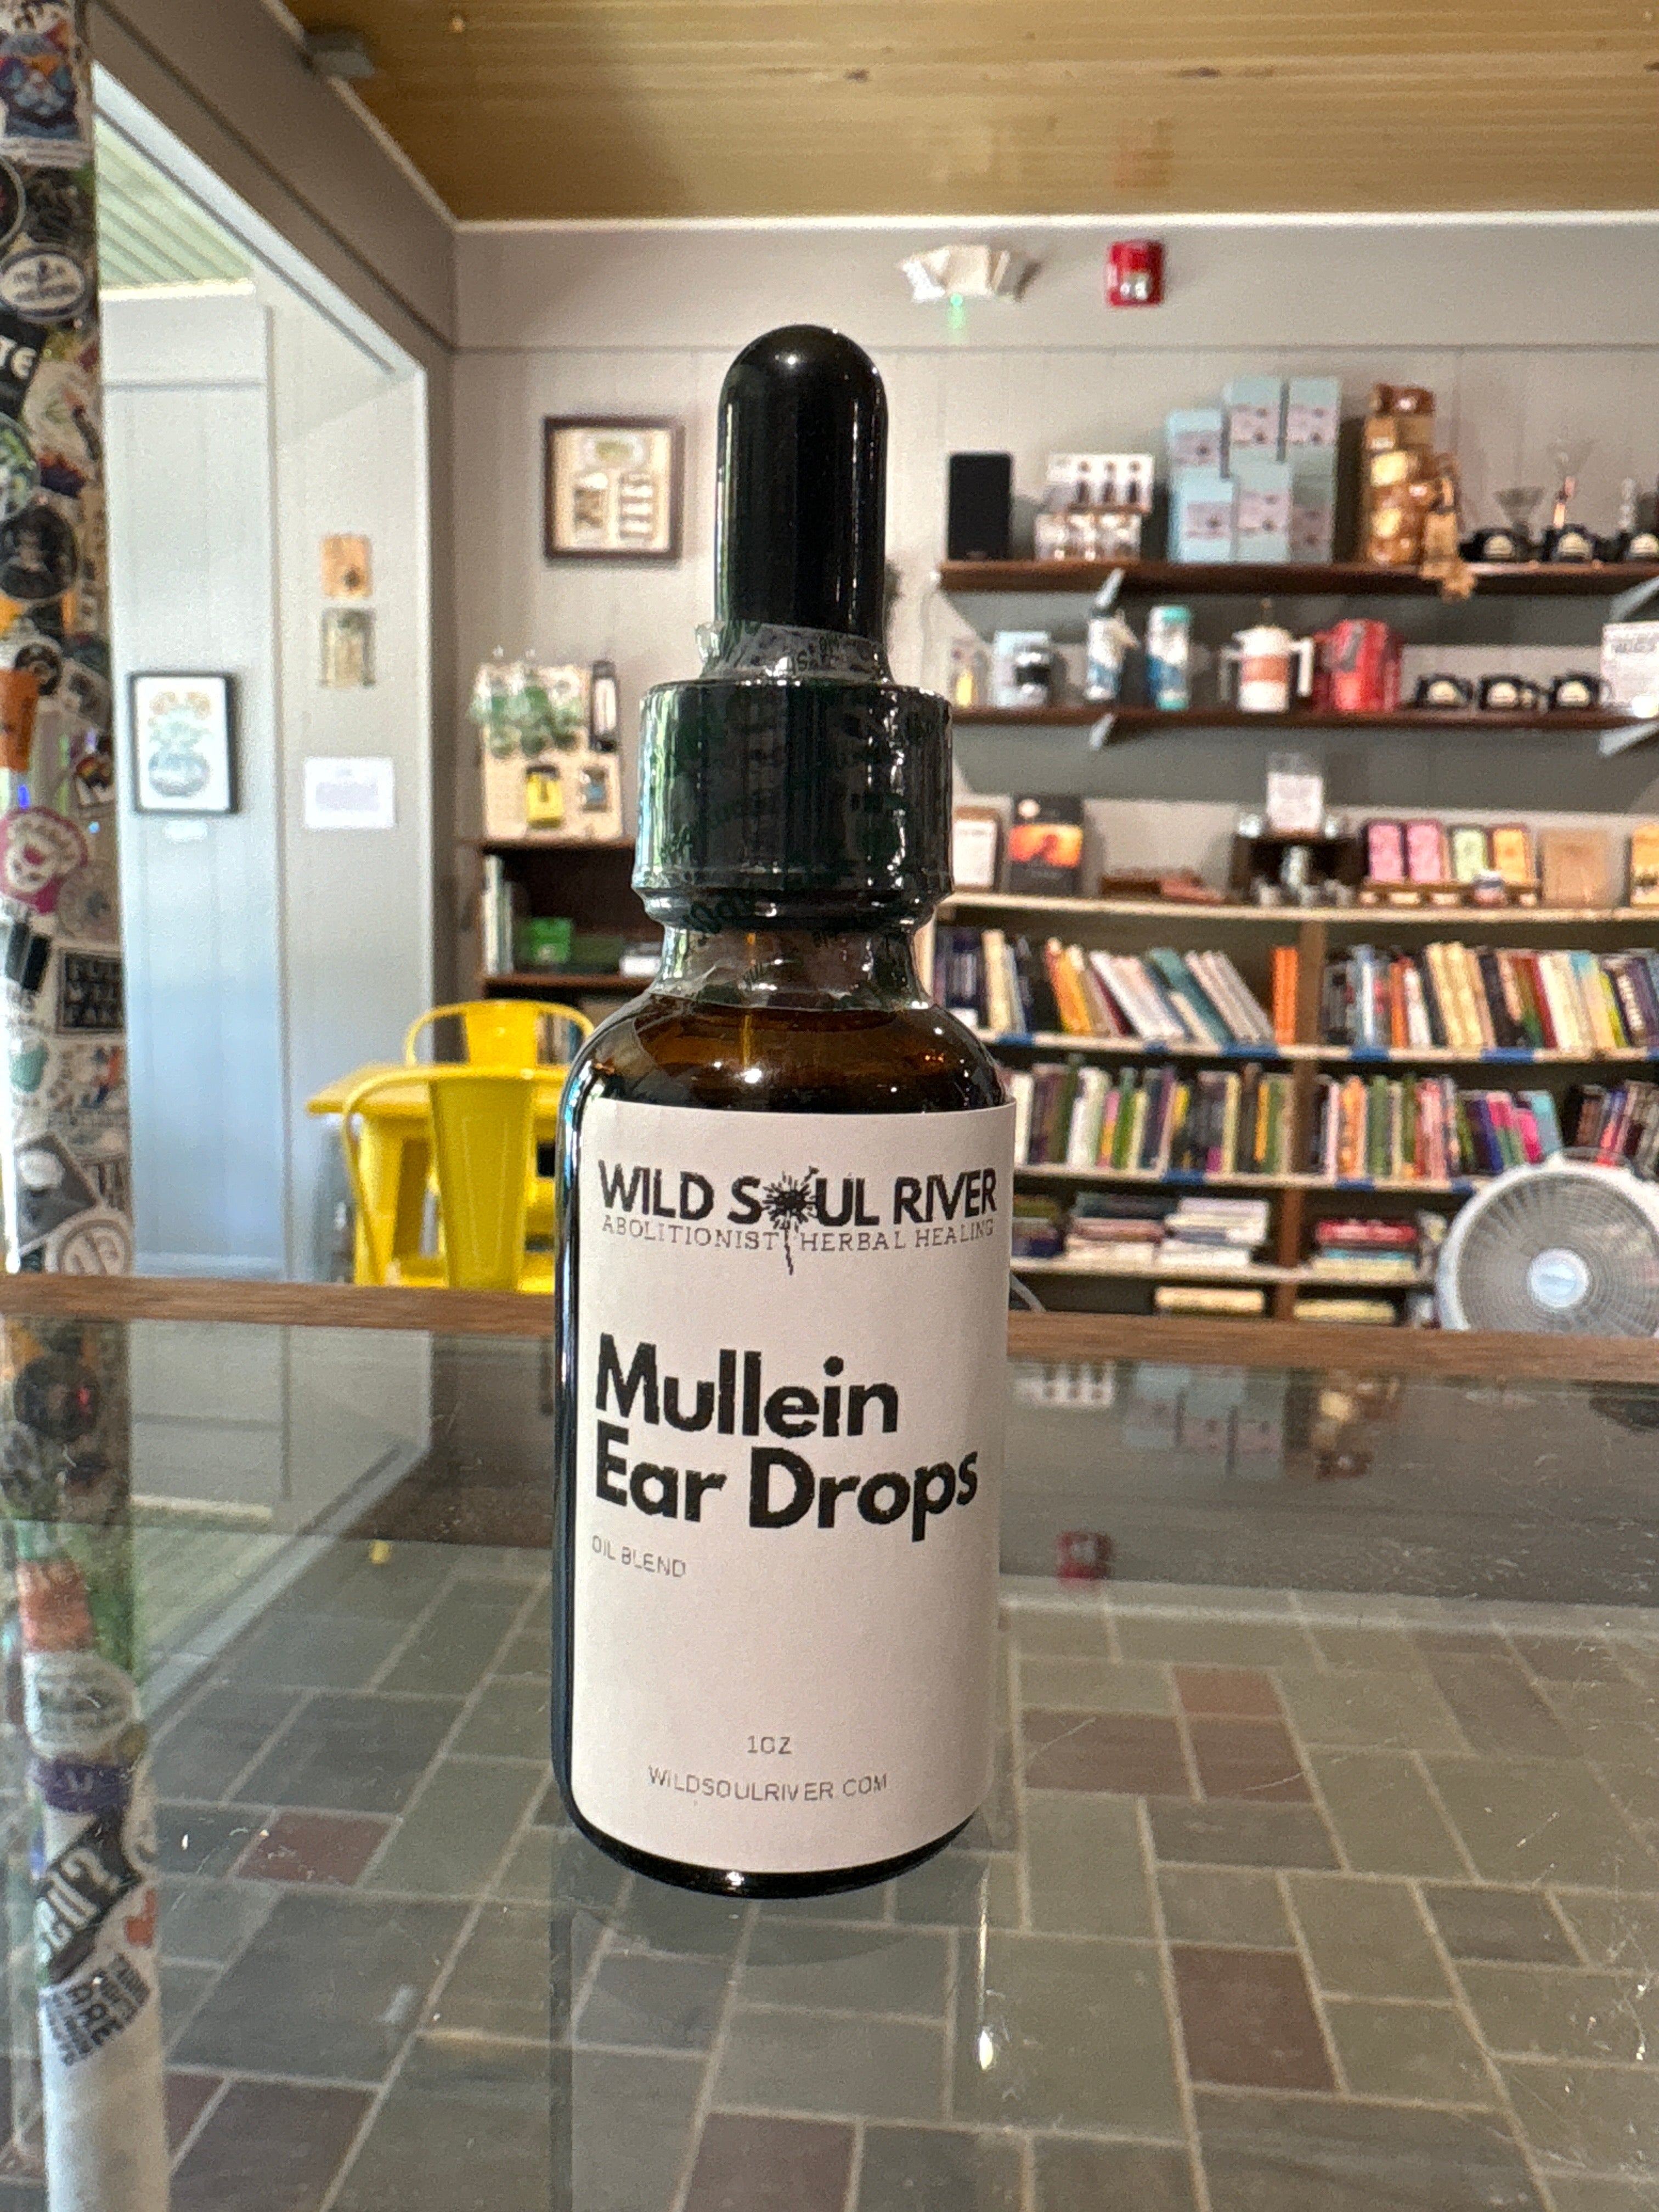 WILD SOUL RIVER
ABOLITIONIST HERBAL HEALING
Mullein
Ear Drops
OIL BLEND
1OZ
WILDSOULRIVER.COM